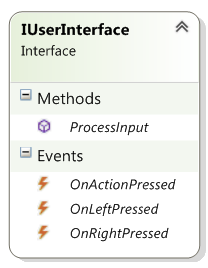 IUserInterface
Interface
Methods
ProcessInput
Events
OnActionPressed
OnLeftPressed
OnRightPressed